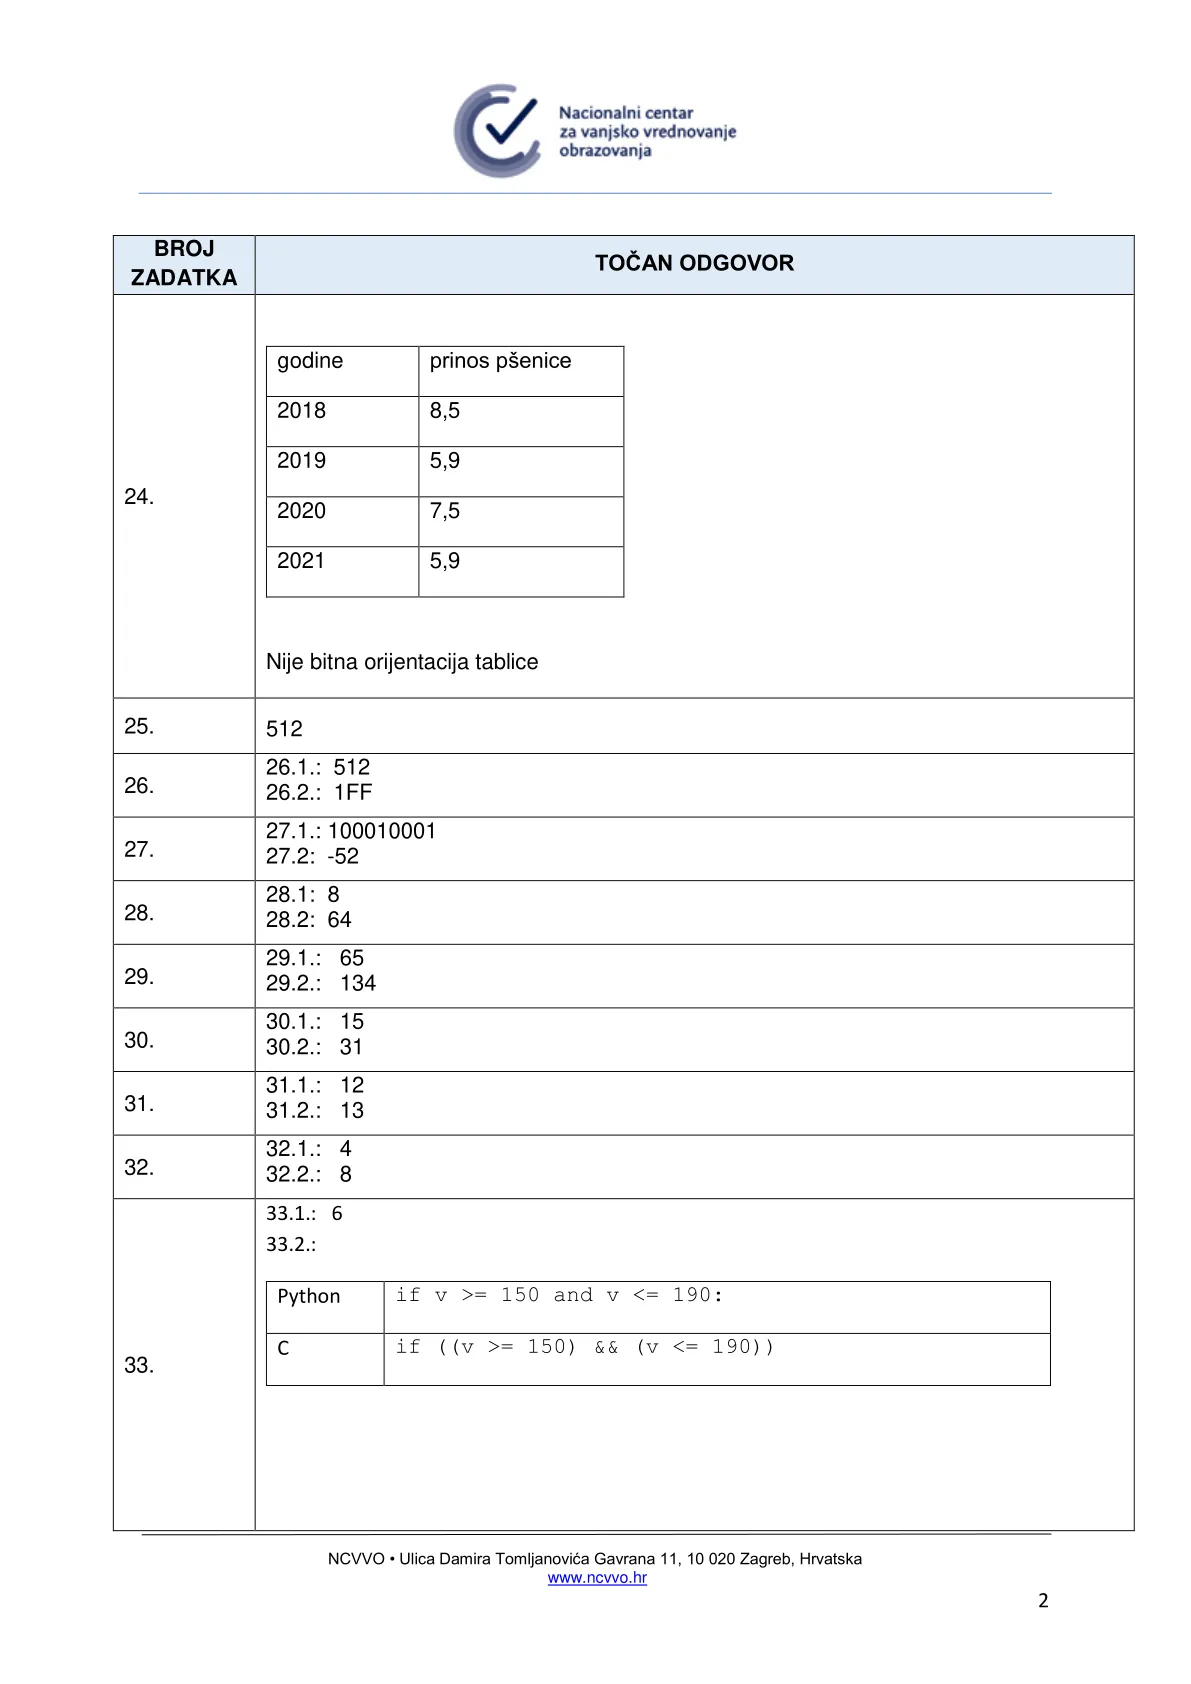 Nacionalni centar
za vanjsko vrednovanje
obrazovanja
BROJ
ZADATKA
TOČAN ODGOVOR
24.
godine prinos pšenice
2018 8,5
2019 5,9
2020 7,5
2021 5,9
Nije bitna orijentacija tablice
25.
512
26.
26.1.: 512
26.2.: 1FF
27.
27.1.: 100010001
27.2: -52
28.
28.1: 8
28.2: 64
29.
29.1.: 65
29.2.: 134
30.
30.1.: 15
30.2.: 31
31.
31.1.: 12
31.2.: 13
32.
32.1.: 4
32.2.: 8
33.
33.1.: 6
33.2.:
Python if v >= 150 and v <= 190:
C if ((v >= 150) && (v <= 190))
NCVVO • Ulica Damira Tomljanovića Gavrana 11, 10 020 Zagreb, Hrvatska
www.ncvvo.hr
2